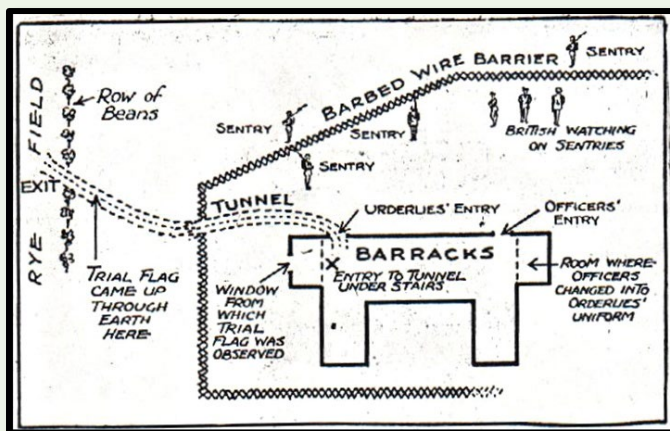 SENTRY
BARBED WIRE BARRIER
ROW OF
BEANS
SENTRY
SENTRY
BRITISH WATCHING
ON SENTRIES
SENTRY
RYE FIELD
EXIT
TUNNEL
URDERLIES' ENTRY
OFFICERS'
ENTRY
BARRACKS
TRIAL FLAG
CAME UP
THROUGH
EARTH
HERE
WINDOW
FROM
WHICH
TRIAL
FLAG WAS
OBSERVED
X
ENTRY TO TUNNEL
UNDER STAIRS
ROOM WHERE
OFFICERS
CHANGED INTO
ORDERLIES'
UNIFORM